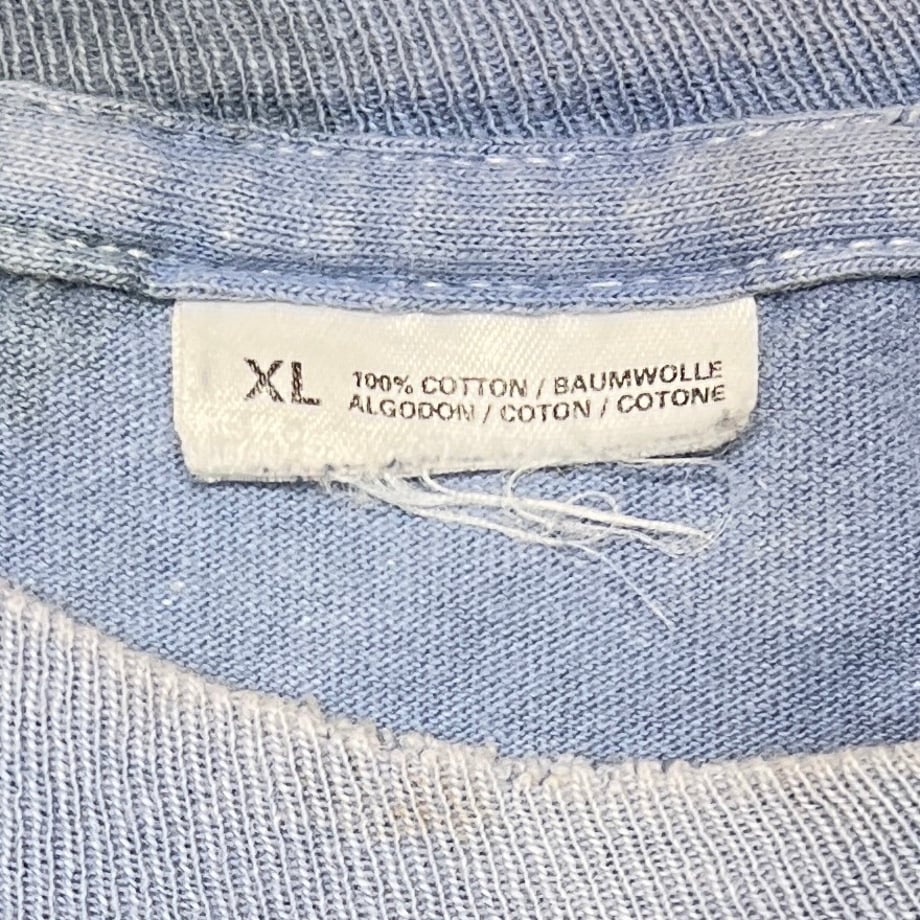 XL
100% COTTON / BAUMWOLLE
ALGODON / COTON / COTONE